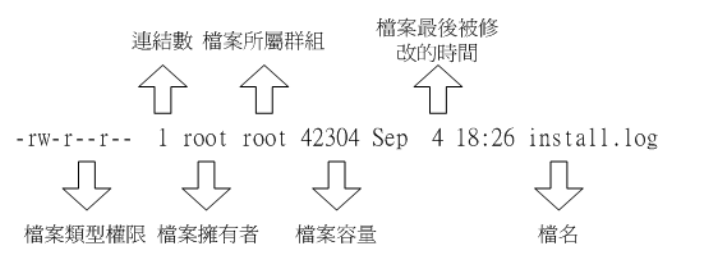 連結數 檔案所屬群組
檔案最後被修
改的時間
-rw-r--r-- 1 root root 42304 Sep 4 18:26 install.log
檔案類型權限 檔案擁有者 檔案容量 檔名